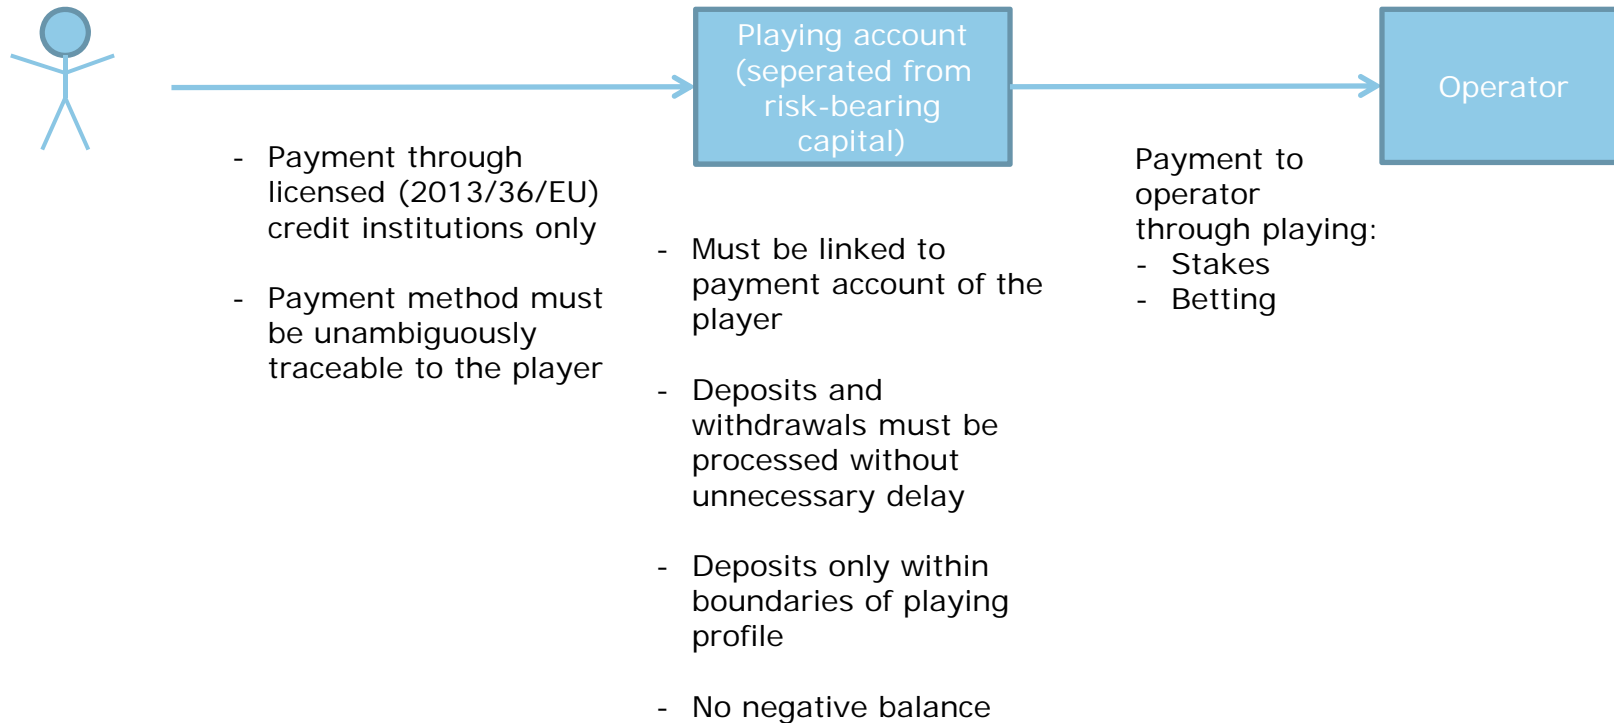 Playing account
(seperated from
risk-bearing
capital)
Operator
- Payment through
licensed (2013/36/EU)
credit institutions only
- Payment method must
be unambiguously
traceable to the player
- Must be linked to
payment account of the
player
- Deposits and
withdrawals must be
processed without
unnecessary delay
- Deposits only within
boundaries of playing
profile
- No negative balance
Payment to
operator
through playing:
- Stakes
- Betting